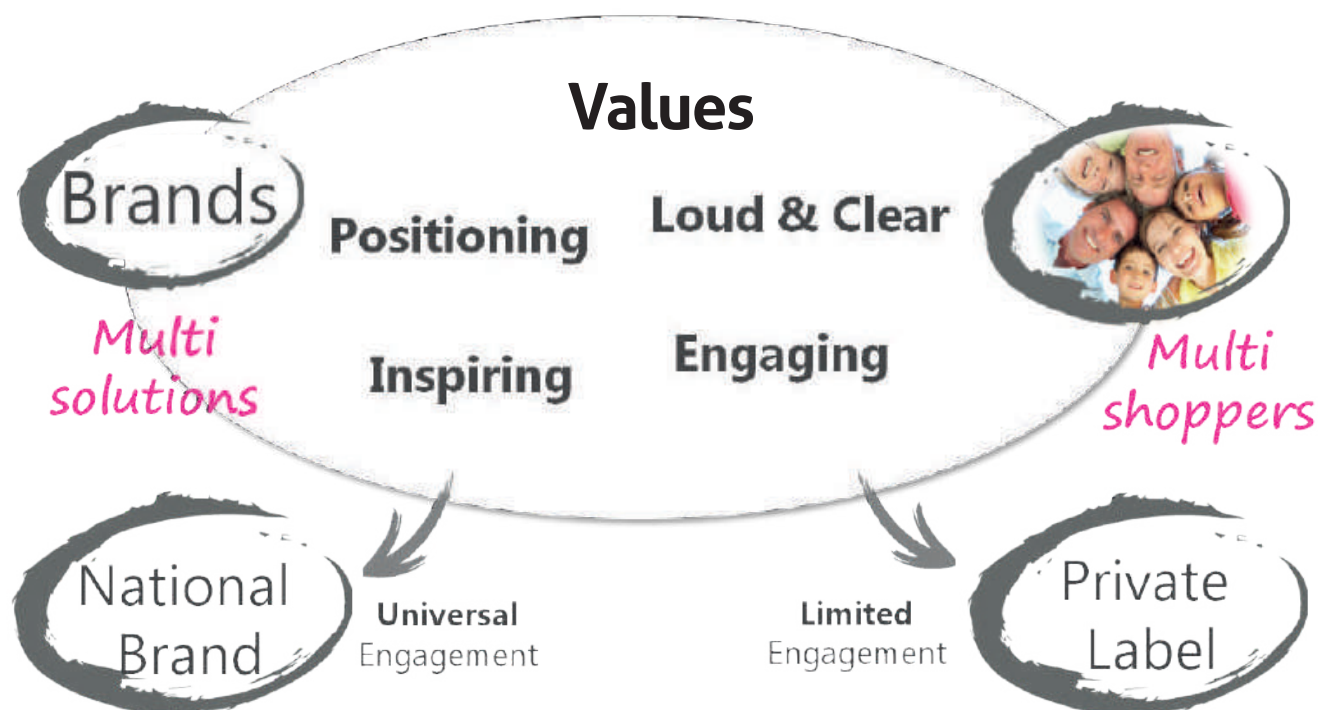 Values
Brands
Positioning
Loud & Clear
Multi
solutions
Inspiring
Engaging
Multi
shoppers
National
Brand
Universal
Engagement
Limited
Engagement
Private
Label